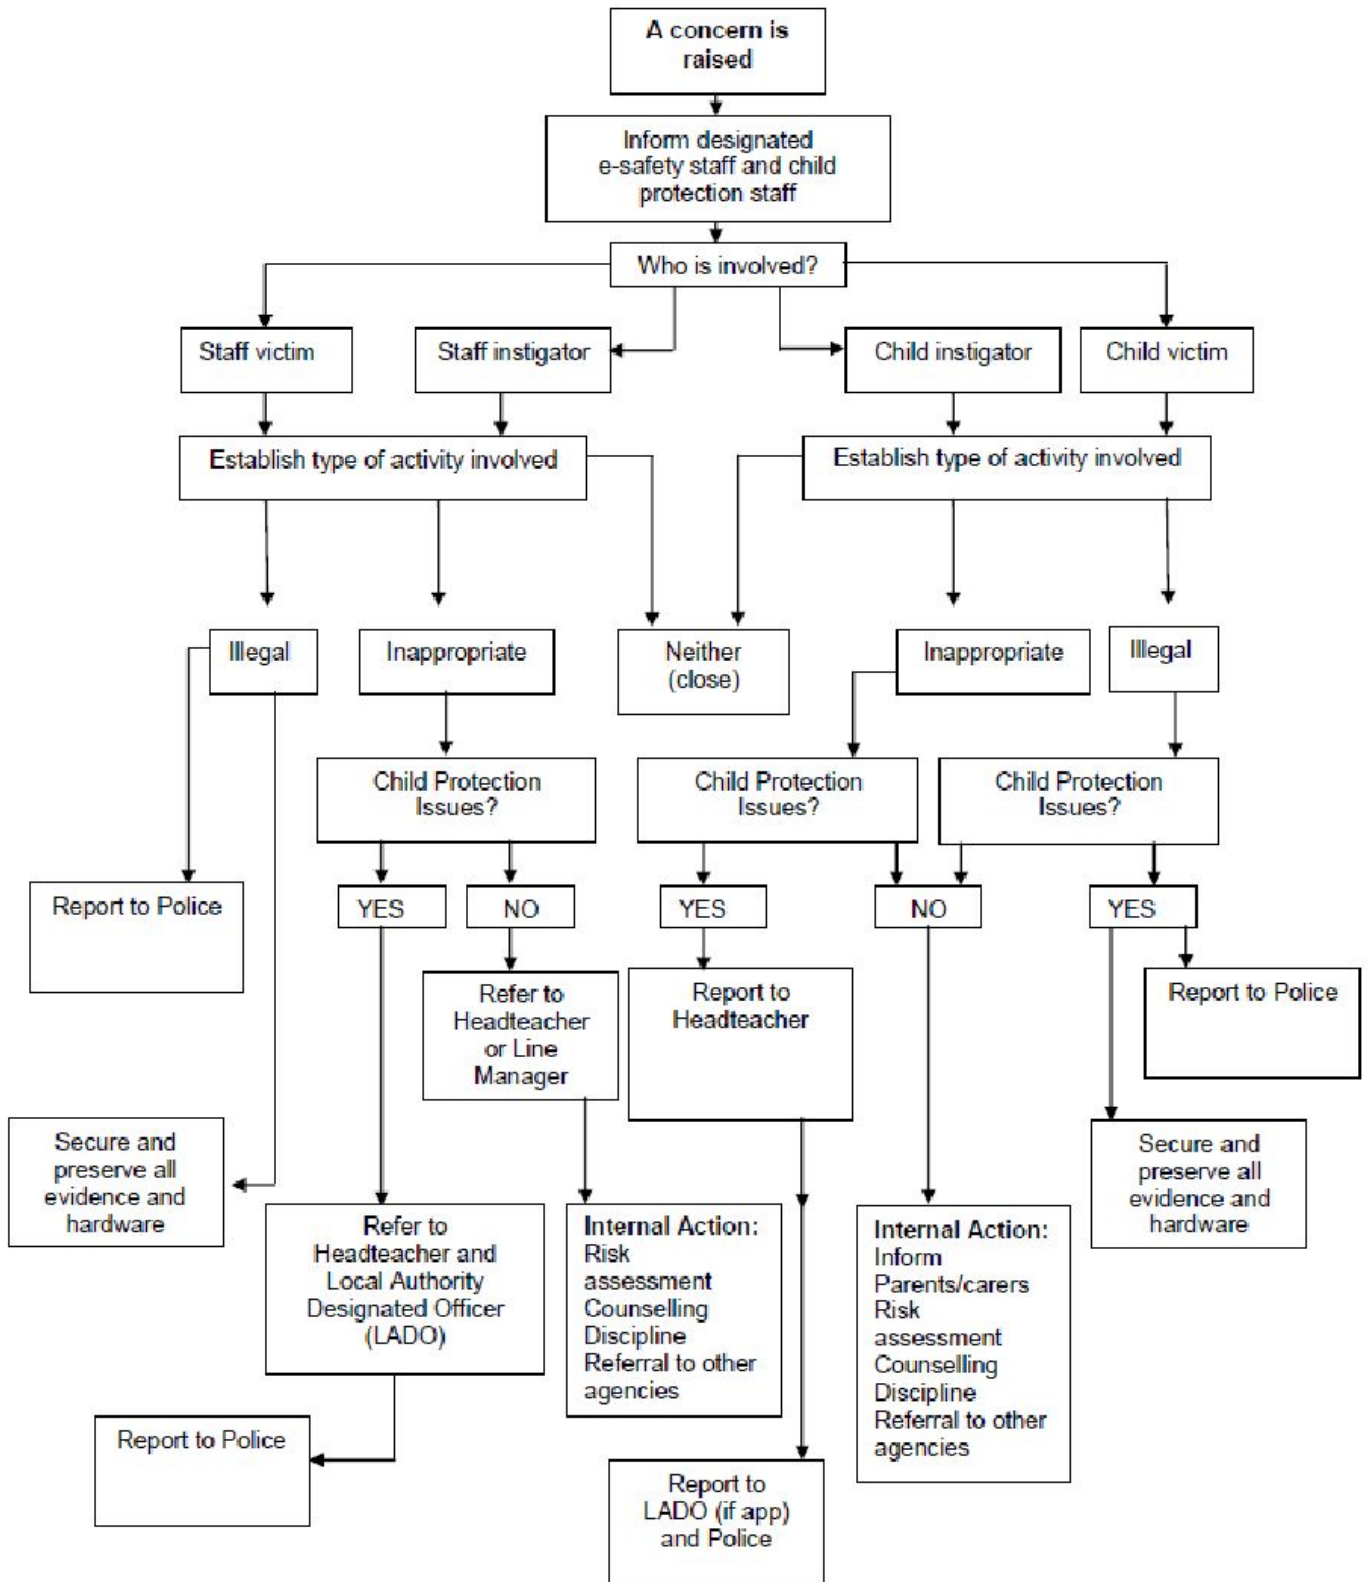 A concern is
raised
Inform designated
e-safety staff and child
protection staff
Who is involved?
Staff victim
Staff instigator
Child instigator
Child victim
Establish type of activity involved
Establish type of activity involved
Illegal
Inappropriate
Neither
(close)
Inappropriate
Illegal
Child Protection
Issues?
Child Protection
Issues?
Child Protection
Issues?
Report to Police
YES
NO
YES
NO
YES
Refer to
Headteacher
or Line
Manager
Report to
Headteacher
Report to Police
Secure and
preserve all
evidence and
hardware
Secure and
preserve all
evidence and
hardware
Refer to
Headteacher and
Local Authority
Designated Officer
(LADO)
Internal Action:
Risk
assessment
Counselling
Discipline
Referral to other
agencies
Internal Action:
Inform
Parents/carers
Risk
assessment
Counselling
Discipline
Referral to other
agencies
Report to Police
Report to
LADO (if app)
and Police